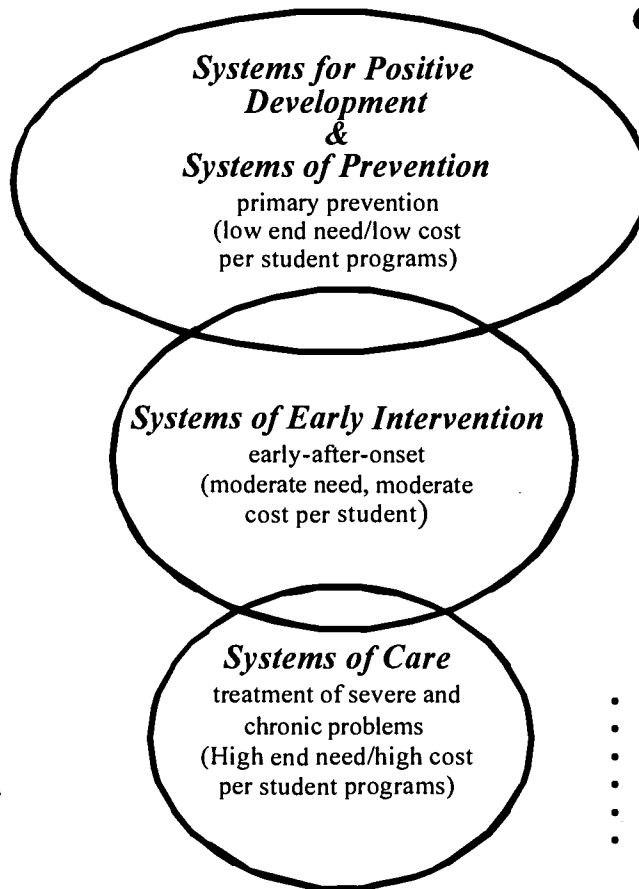 Systems for Positive
Development
&
Systems of Prevention
primary prevention
(low end need/low cost
per student programs)
Systems of Early Intervention
early-after-onset
(moderate need, moderate
cost per student)
Systems of Care
treatment of severe and
chronic problems
(High end need/high cost
per student programs)